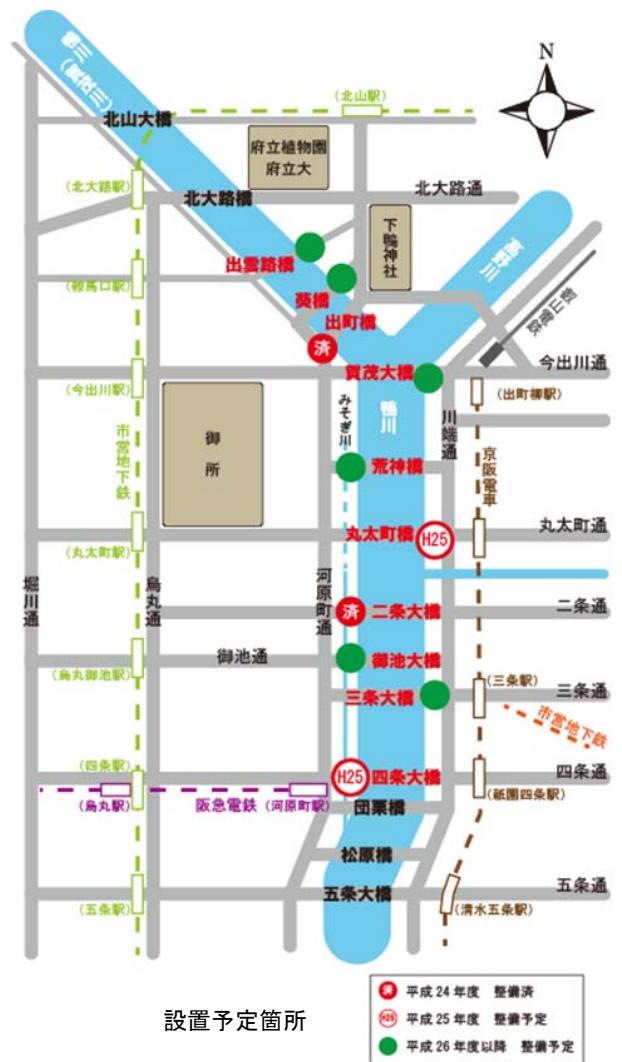 N
鴨川
(賀茂川)
(北山駅)
北山大橋
府立植物園
府立大
(北大路駅)
北大路橋
北大路通
下鴨神社
高野川
出雲路橋
(鞍馬口駅)
葵橋
出町橋
叡山電鉄
済
今出川通
賀茂大橋
(今出川駅)
(出町柳駅)
みそぎ川
鴨川
川端通
市営地下鉄
御所
京阪電車
荒神橋
丸太町橋
H25
丸太町通
(丸太町駅)
堀川通
烏丸通
河原町通
済
二条大橋
二条通
御池通
御池大橋
(烏丸御池駅)
(三条駅)
三条大橋
三条通
市営地下鉄
(四条駅)
H25
四条大橋
四条通
(烏丸駅)
阪急電鉄
(河原町駅)
(祇園四条駅)
団栗橋
松原橋
五条大橋
五条通
(五条駅)
(清水五条駅)
設置予定箇所
済 平成24年度 整備済
H25 平成25年度 整備予定
平成26年度以降 整備予定